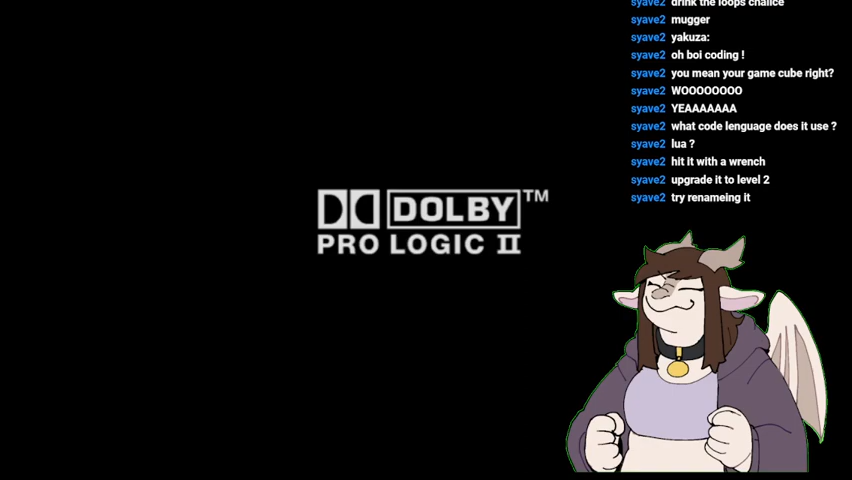 syave2 drink the loops chalice
syave2 mugger
syave2 yakuza:
syave2 oh boi coding !
syave2 you mean your game cube right?
syave2 WOOOOOOOO
syave2 YEAAAAAAA
syave2 what code lenguage does it use ?
syave2 lua ?
syave2 hit it with a wrench
syave2 upgrade it to level 2
syave2 try renameing it
DOLBY™
PRO LOGIC II